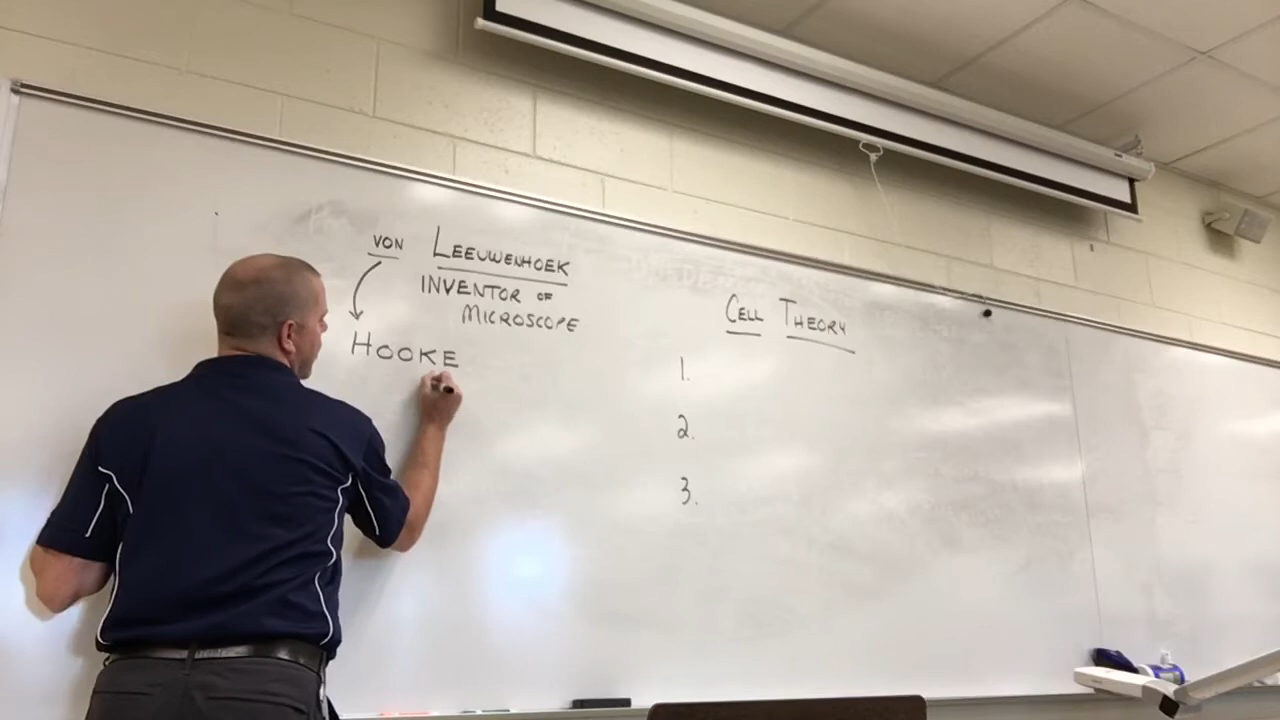 VON LEEUWENHOEK
INVENTOR OF
MICROSCOPE
HOOKE
CELL THEORY
1.
2.
3.